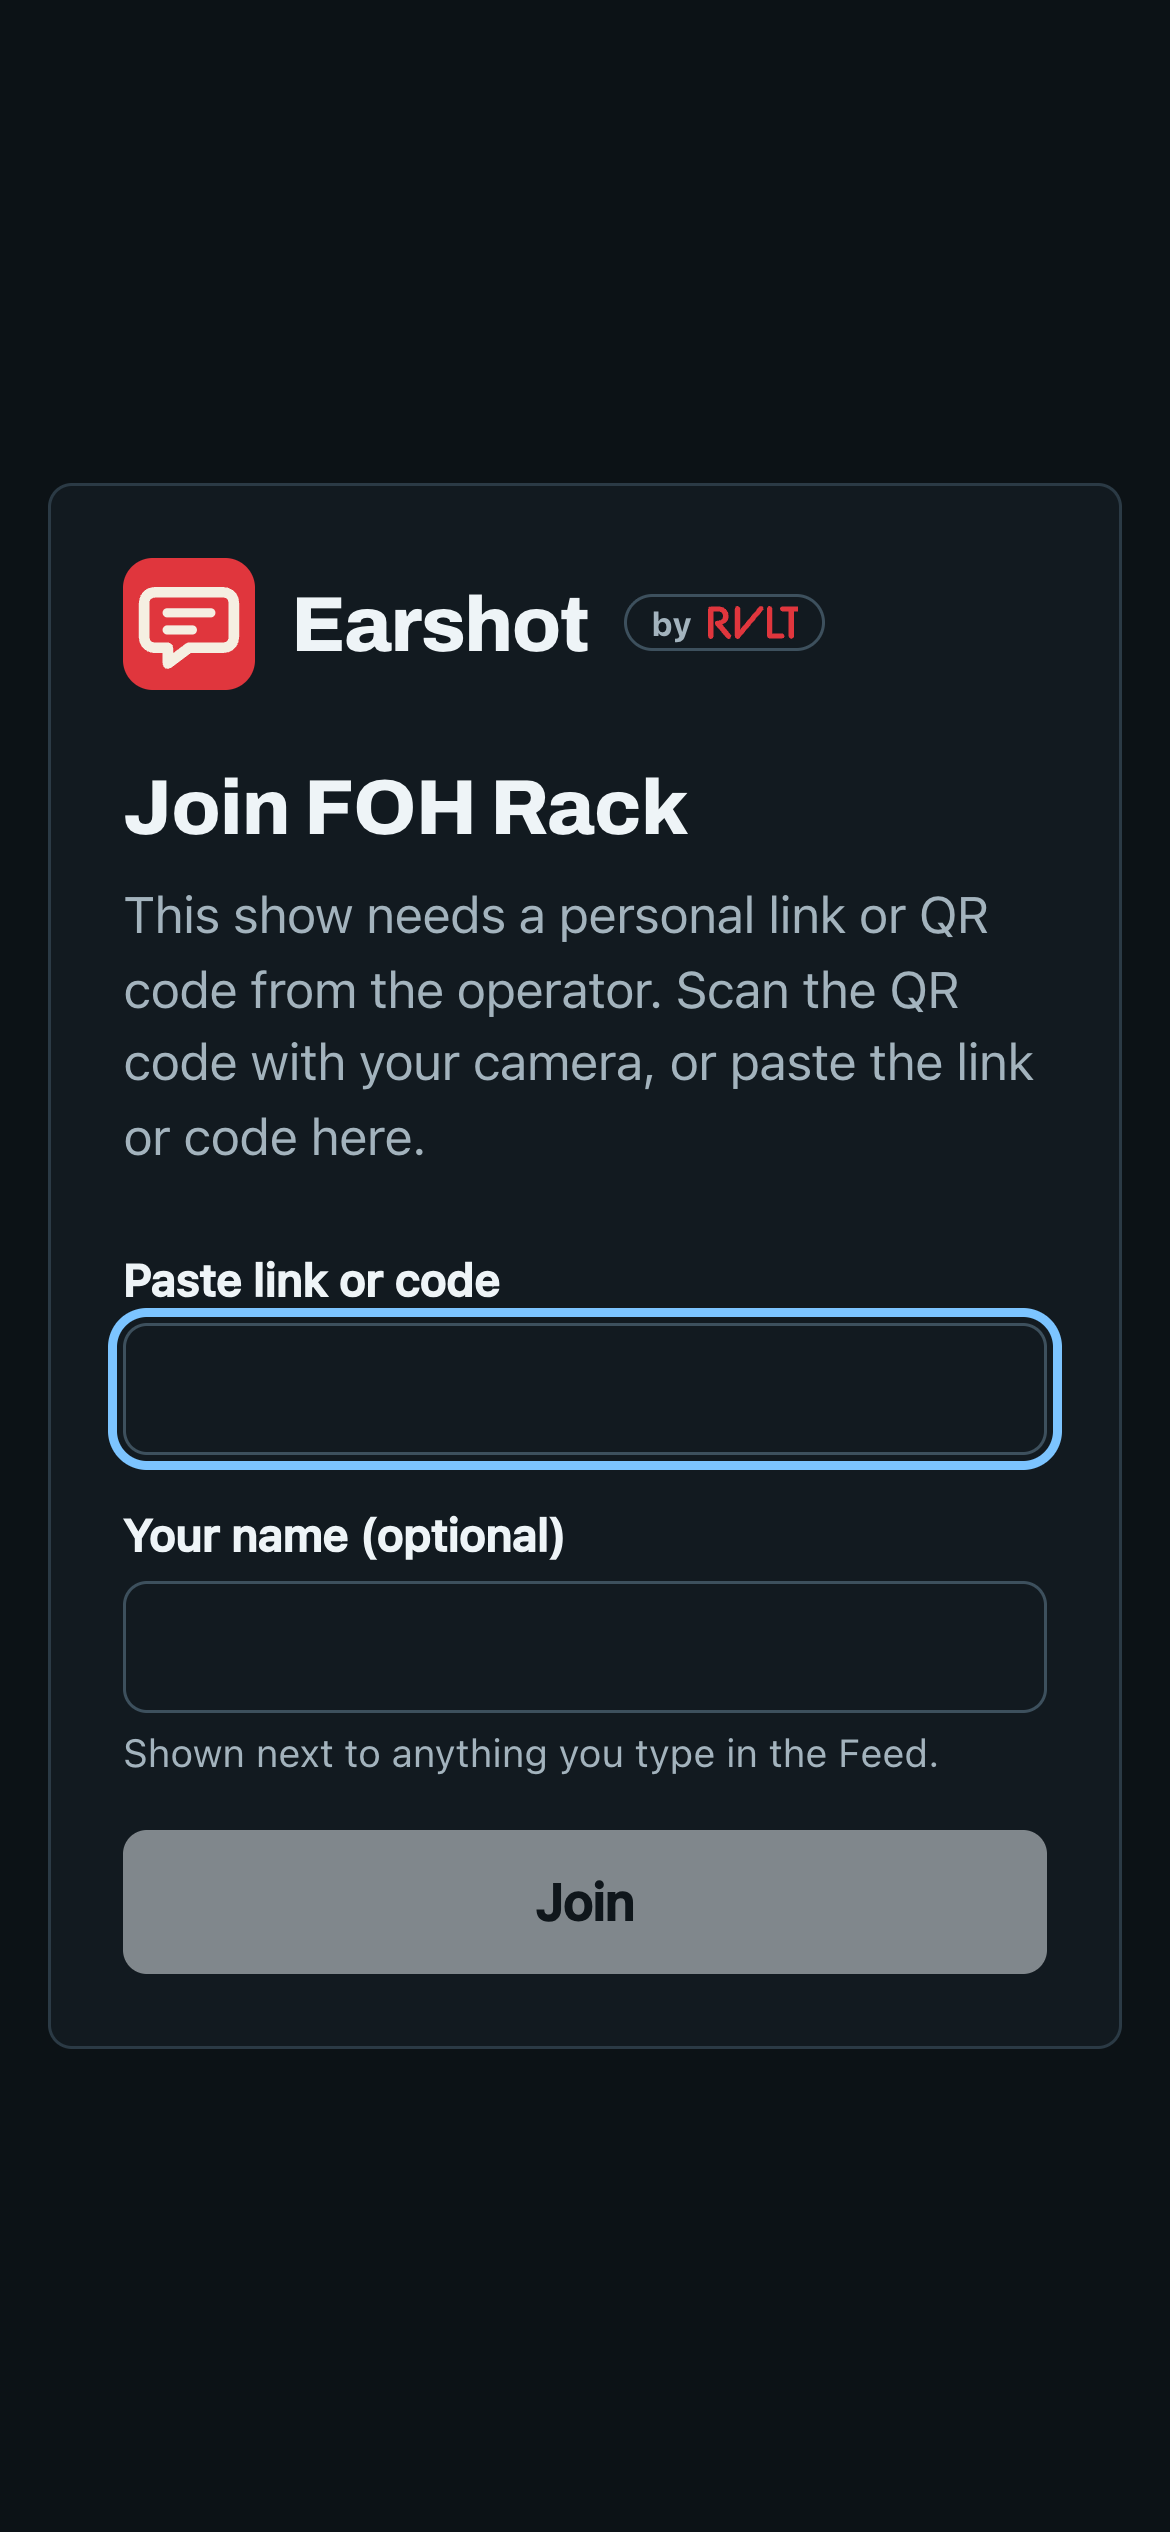 Earshot
by RVLT
Join FOH Rack
This show needs a personal link or QR
code from the operator. Scan the QR
code with your camera, or paste the link
or code here.
Paste link or code
Your name (optional)
Shown next to anything you type in the Feed.
Join